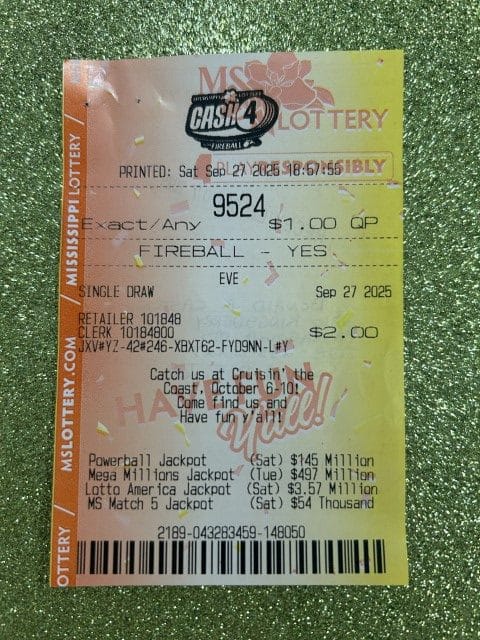 MS
LOTTERY
CASH 4
FIREBALL
PLAY RESPONSIBLY
PRINTED: Sat Sep 27 2025 18:57:55
9524
Exact/Any $1.00 QP
FIREBALL - YES
EVE
SINGLE DRAW Sep 27 2025
RETAILER 101848
CLERK 10184800 $2.00
JXV#YZ-42#246-XBXT62-FYD9NN-L#Y
Catch us at Cruisin' the
Coast, October 6-10!
Come find us and
Have fun y'all!
HAVE FUN
Y'all!
Powerball Jackpot (Sat) $145 Million
Mega Millions Jackpot (Tue) $497 Million
Lotto America Jackpot (Sat) $3.57 Million
MS Match 5 Jackpot (Sat) $54 Thousand
2189-043283459-148050
OTTERY / MSLOTTERY.COM / MISSISSIPPI LOTTERY /